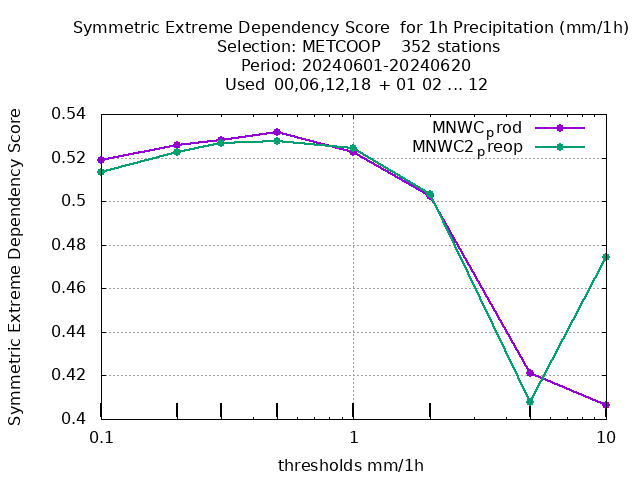 Symmetric Extreme Dependency Score  for 1h Precipitation (mm/1h)
Selection: METCOOP    352 stations
Period: 20240601-20240620
Used  00,06,12,18  + 01 02 ... 12
Symmetric Extreme Dependency Score
0.54
0.52
0.5
0.48
0.46
0.44
0.42
0.4
MNWCprod
MNWC2preop
0.1
1
10
thresholds mm/1h